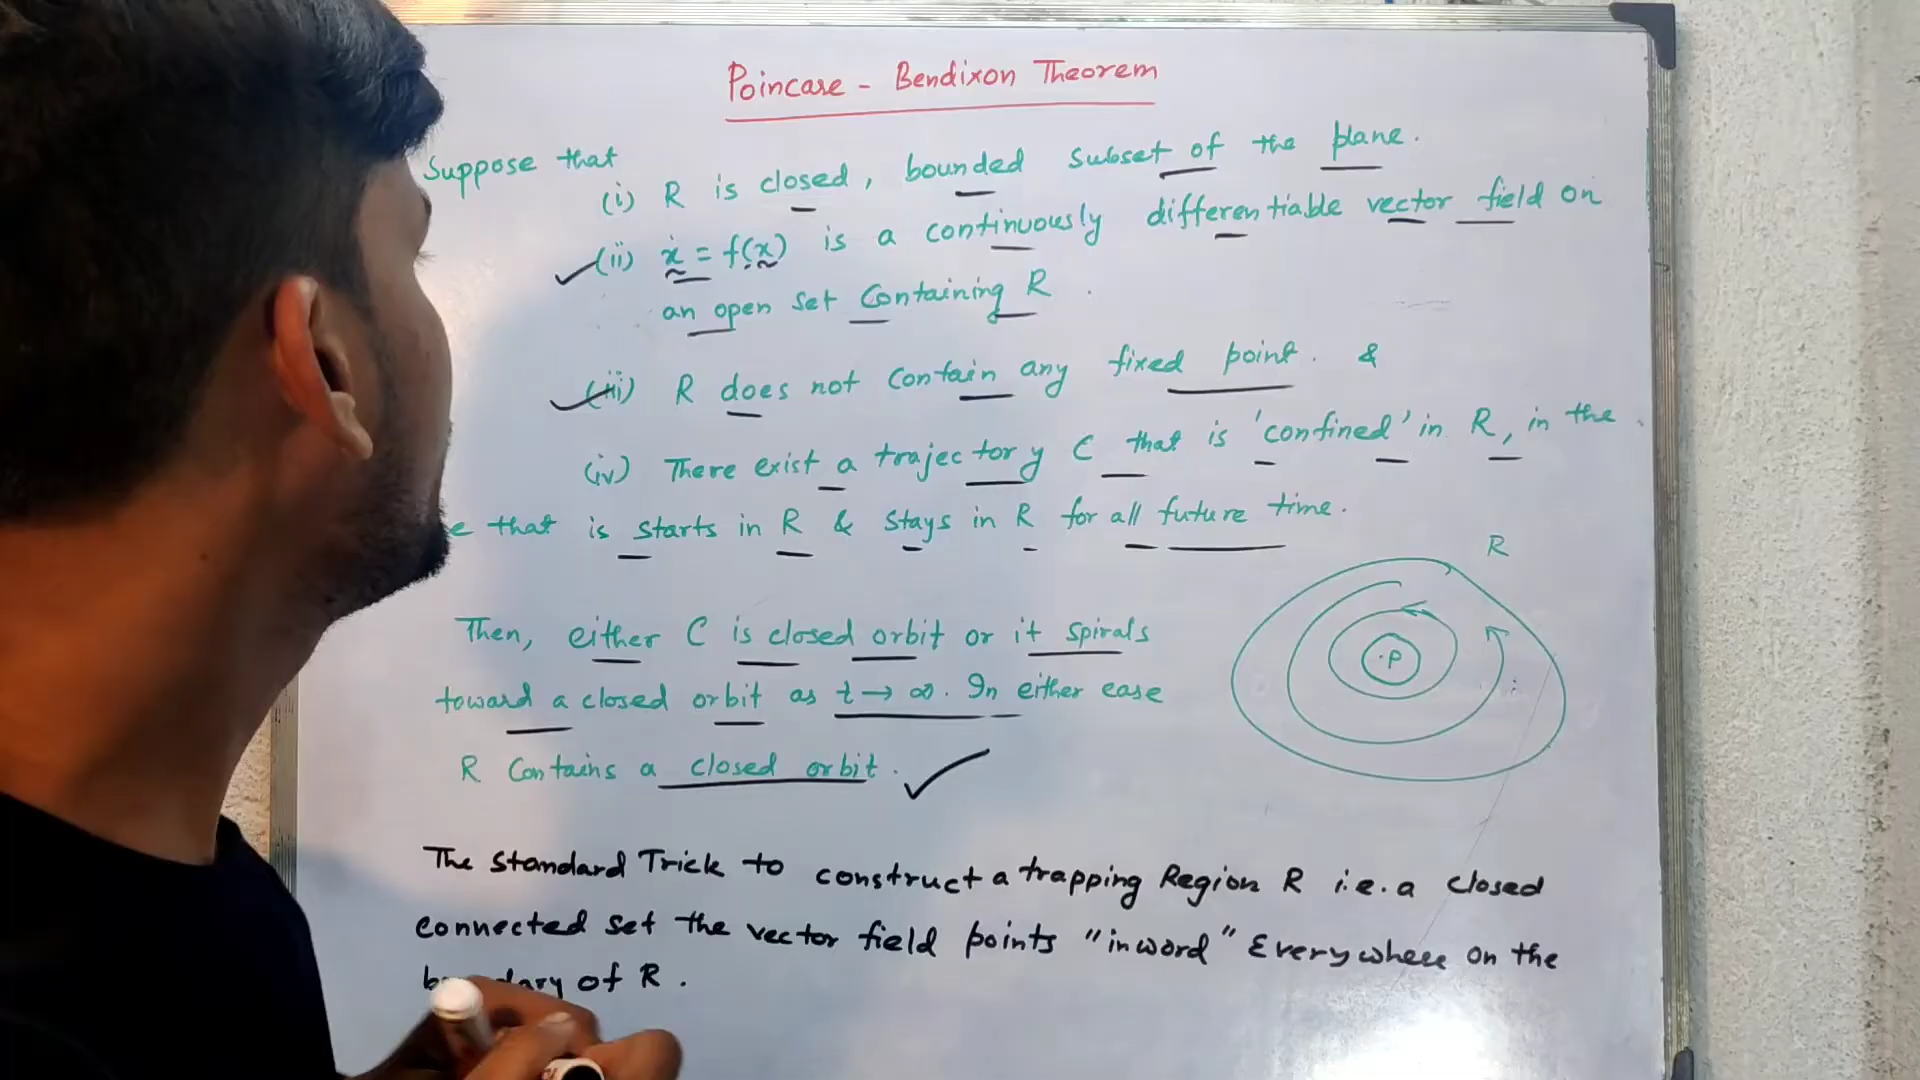 Poincare - Bendixon Theorem
Suppose that
(i) R is closed, bounded subset of the plane.
(ii) ẋ = f(x) is a continuously differentiable vector field on
an open set Containing R.
(iii) R does not contain any fixed point. &
(iv) There exist a trajectory C that is 'confined' in R, in the
that is starts in R & stays in R for all future time.
R
Then, either C is closed orbit or it spirals
toward a closed orbit as t → ∞. In either case
R Contains a closed orbit.
.P
The standard Trick to construct a trapping Region R i.e. a closed
connected set the vector field points "inword" Everywhere on the
of R.